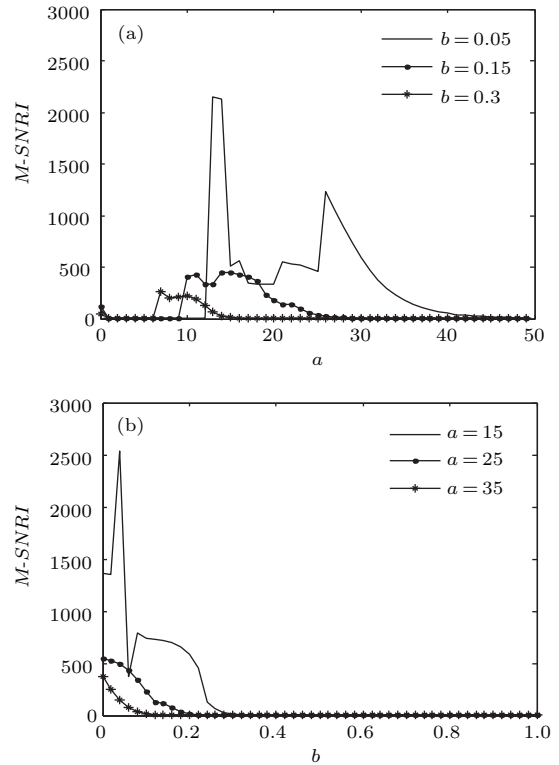 3000
(a)
b = 0.05
2500
b = 0.15
2000
b = 0.3
M-SNRI
1500
1000
500
0
0 10 20 30 40 50
a
3000
(b)
a = 15
2500
a = 25
2000
a = 35
M-SNRI
1500
1000
500
0
0 0.2 0.4 0.6 0.8 1.0
b